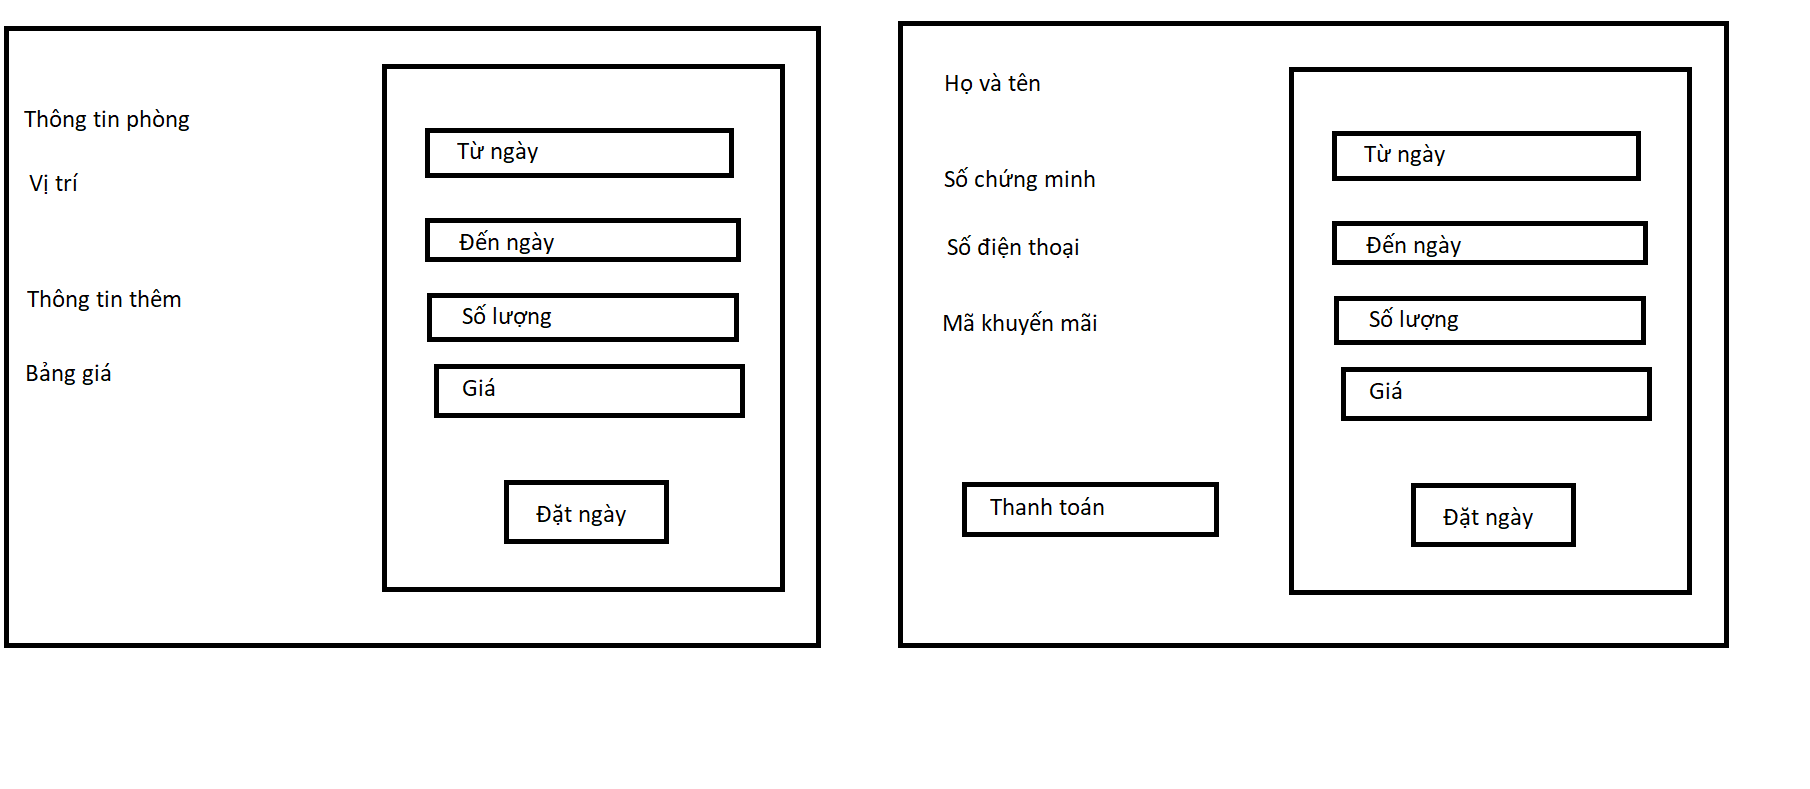 Thông tin phòng
Vị trí
Thông tin thêm
Bảng giá
Từ ngày
Đến ngày
Số lượng
Giá
Đặt ngày
Họ và tên
Số chứng minh
Số điện thoại
Mã khuyến mãi
Thanh toán
Từ ngày
Đến ngày
Số lượng
Giá
Đặt ngày